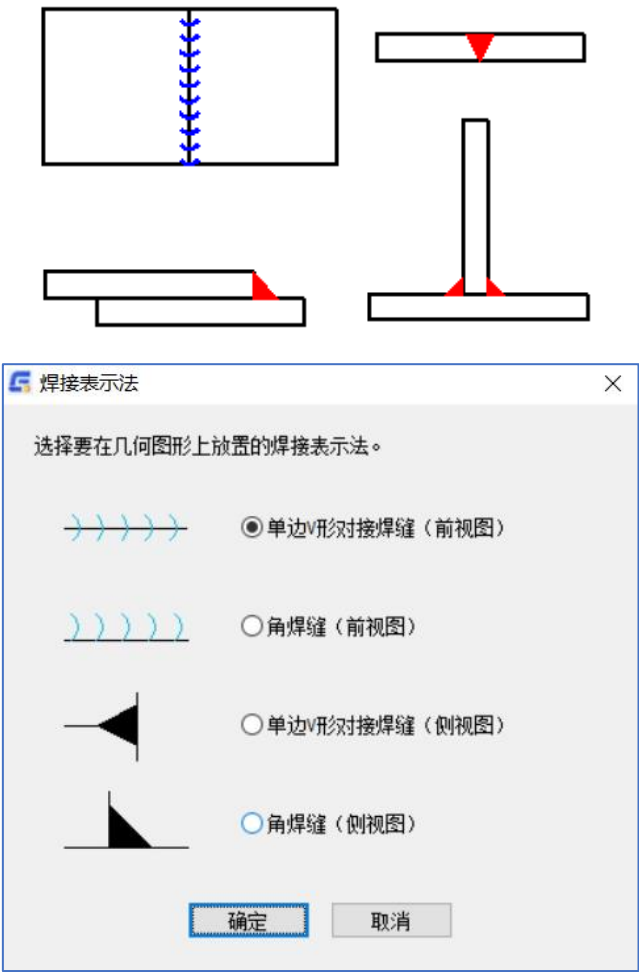 焊接表示法
选择要在几何图形上放置的焊接表示法。
单边V形对接焊缝（前视图）
角焊缝（前视图）
单边V形对接焊缝（侧视图）
角焊缝（侧视图）
确定
取消